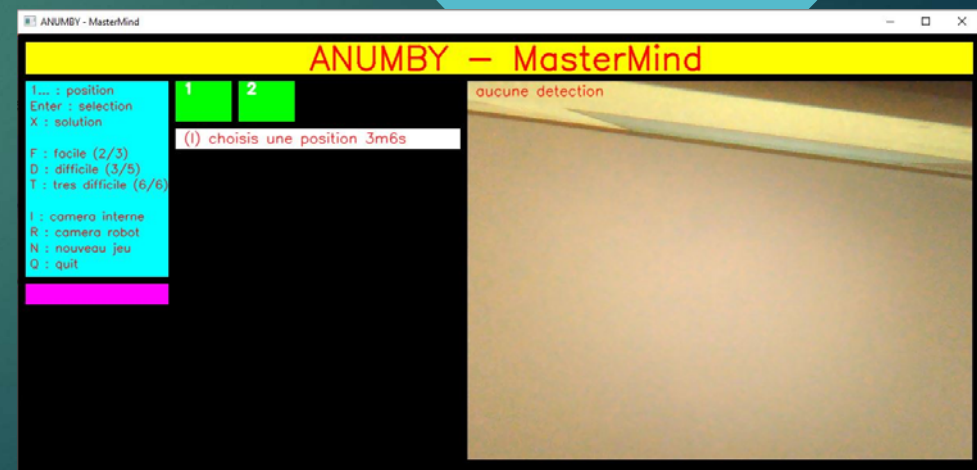 ANUMBY - MasterMind
ANUMBY - MasterMind
1... : position
Enter : selection
X : solution
F : facile (2/3)
D : difficile (3/5)
T : tres difficile (6/6)
I : camera interne
R : camera robot
N : nouveau jeu
Q : quit
1 2
(I) choisis une position 3m6s
aucune detection